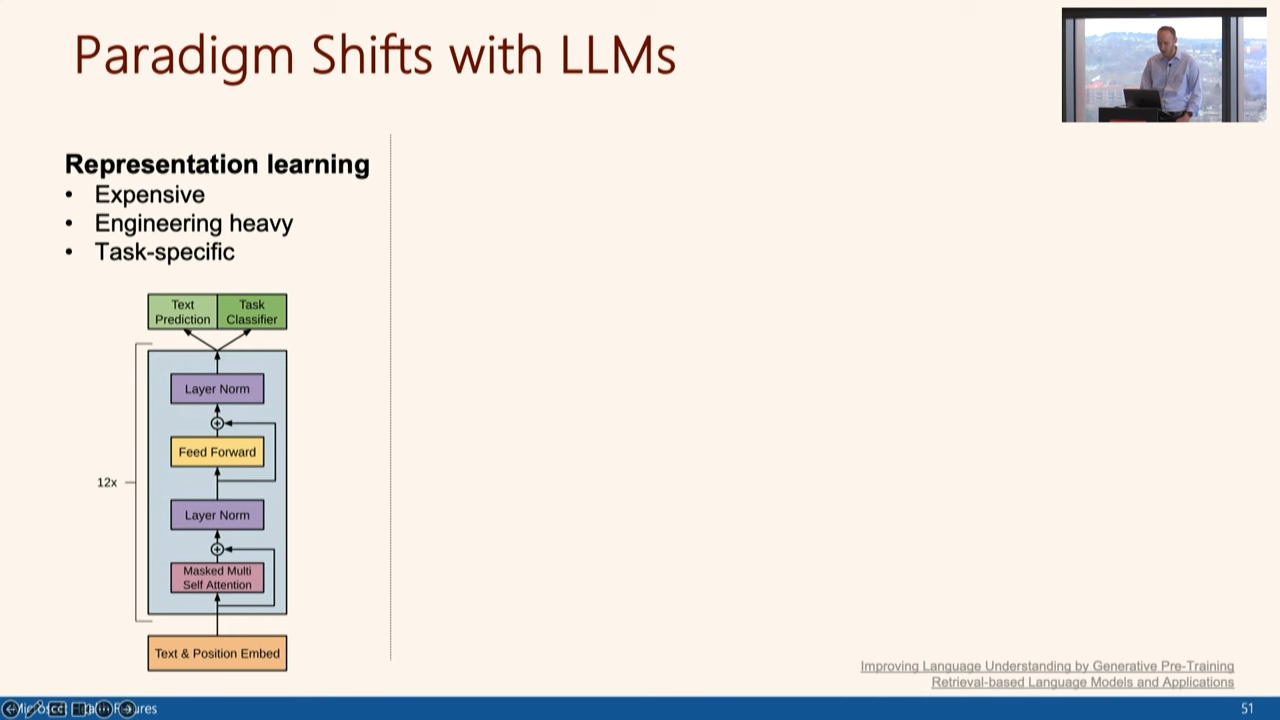 Paradigm Shifts with LLMs
Representation learning
• Expensive
• Engineering heavy
• Task-specific
Text Prediction
Task Classifier
Layer Norm
Feed Forward
12x
Layer Norm
Masked Multi Self Attention
Text & Position Embed
Improving Language Understanding by Generative Pre-Training
Retrieval-based Language Models and Applications
51